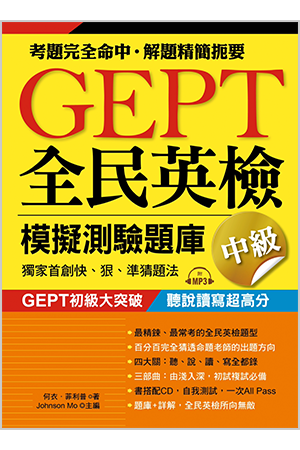 考題完全命中・解題精簡扼要
GEPT
全民英檢
模擬測驗題庫
中級
獨家首創快、狠、準猜題法
附
MP3
GEPT初級大突破
聽說讀寫超高分
・最精鍊、最常考的全民英檢題型
・百分百完全猜透命題老師的出題方向
・四大關：聽、說、讀、寫全都錄
・三部曲：由淺入深，初試複試必備
・書搭配CD，自我測試，一次All Pass
・題庫+詳解，全民英檢所向無敵
何衣．菲利普◎著
Johnson Mo◎主編